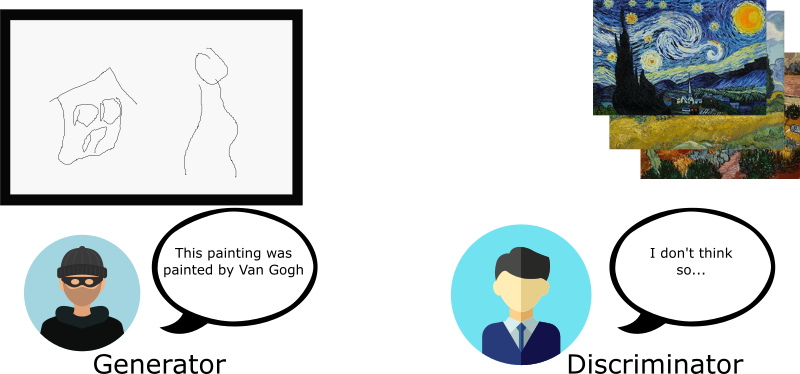 This painting was
painted by Van Gogh
I don't think
so...
Generator
Discriminator